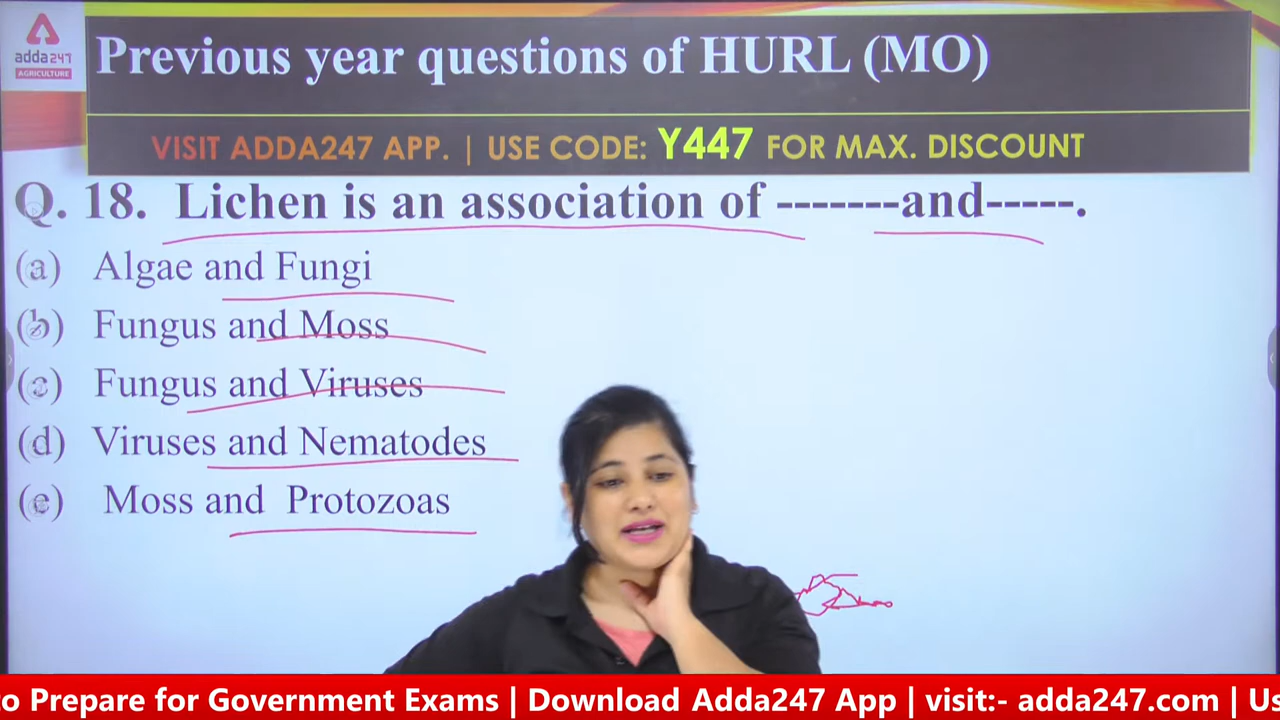 adda247
AGRICULTURE
Previous year questions of HURL (MO)
VISIT ADDA247 APP. | USE CODE: Y447 FOR MAX. DISCOUNT
Q. 18. Lichen is an association of -------and-----.
(a) Algae and Fungi
(b) Fungus and Moss
(c) Fungus and Viruses
(d) Viruses and Nematodes
(e) Moss and Protozoas
to Prepare for Government Exams | Download Adda247 App | visit:- adda247.com | Us